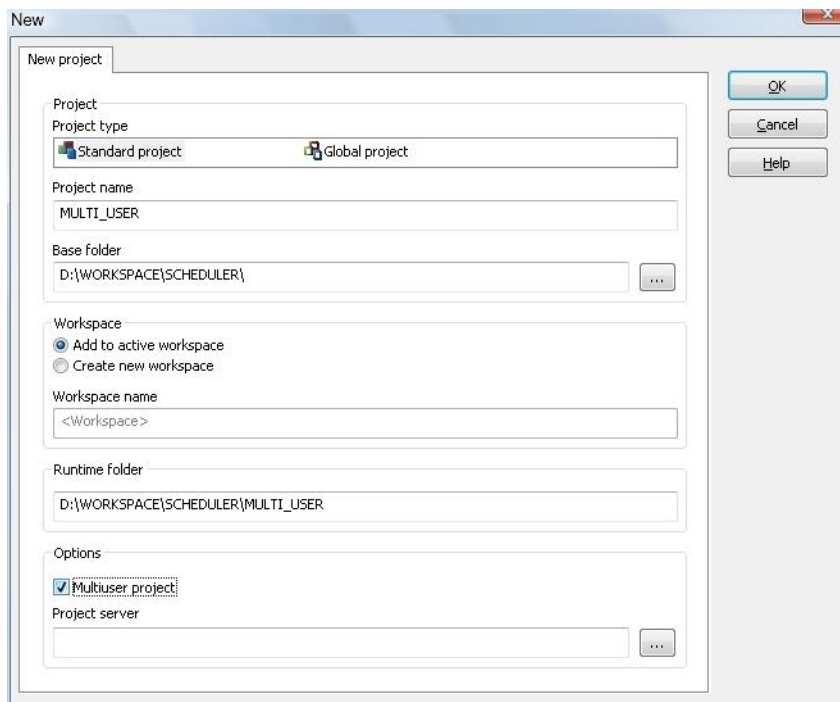 New
New project
Project
Project type
Standard project Global project
Project name
MULTI_USER
Base folder
D:\WORKSPACE\SCHEDULER\
...
Workspace
Add to active workspace
Create new workspace
Workspace name
<Workspace>
Runtime folder
D:\WORKSPACE\SCHEDULER\MULTI_USER
Options
Multiuser project
Project server
...
OK
Cancel
Help